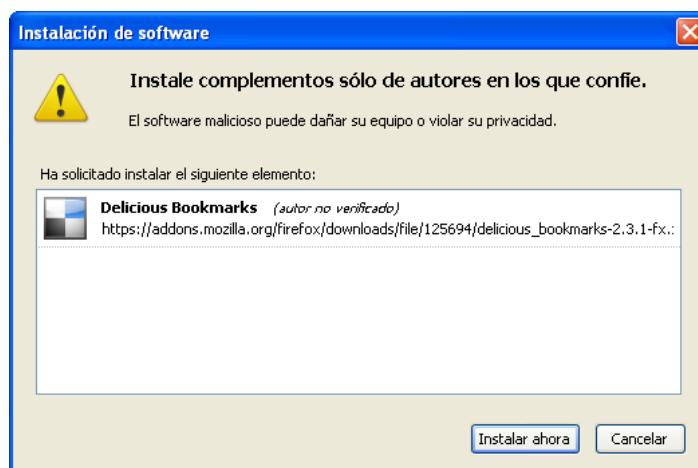 Instalación de software
Instale complementos sólo de autores en los que confíe.
El software malicioso puede dañar su equipo o violar su privacidad.
Ha solicitado instalar el siguiente elemento:
Delicious Bookmarks (autor no verificado)
https://addons.mozilla.org/firefox/downloads/file/125694/delicious_bookmarks-2.3.1-fx.:
Instalar ahora Cancelar